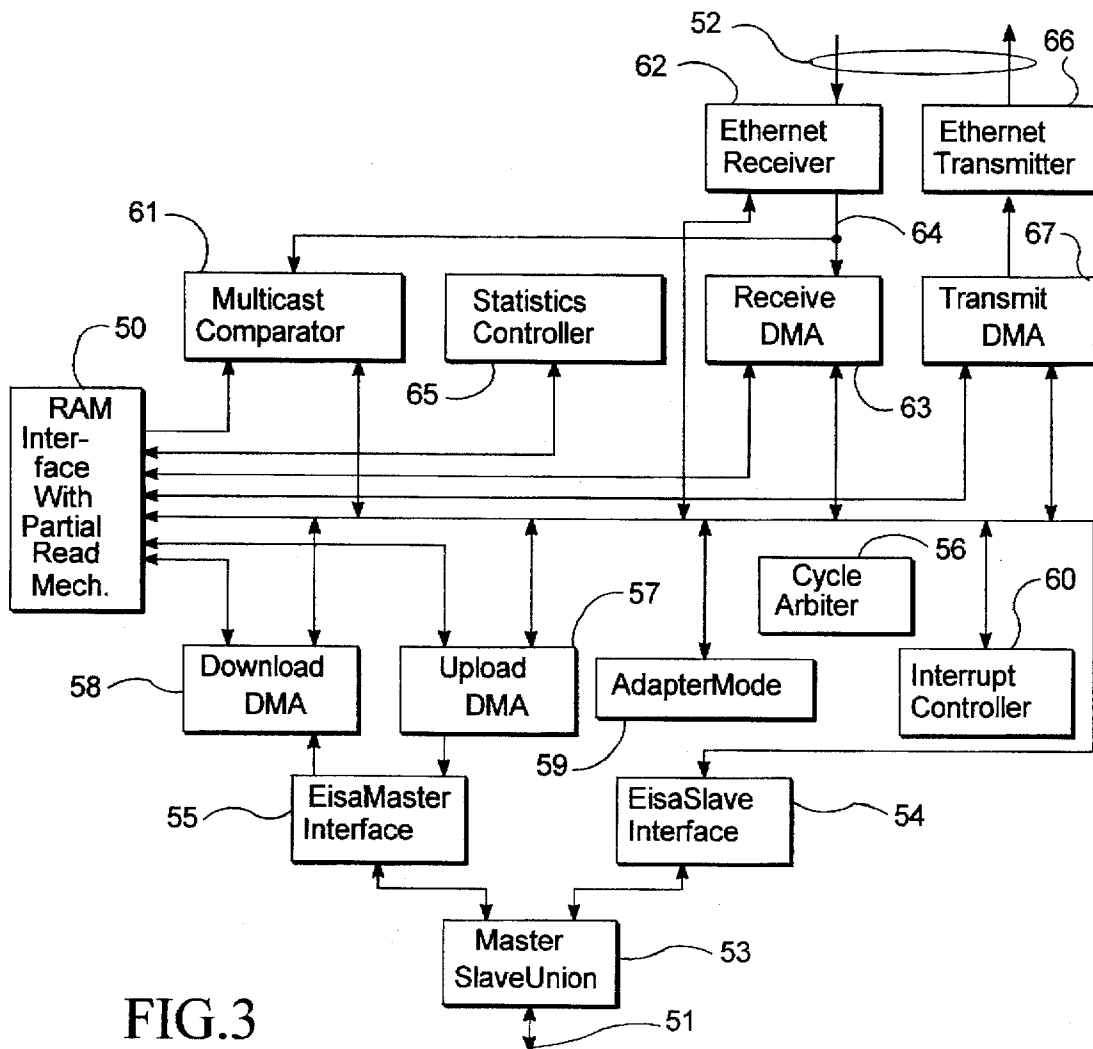 52
62
66
Ethernet
Receiver
Ethernet
Transmitter
61
64
67
Multicast
Comparator
Statistics
Controller
Receive
DMA
Transmit
DMA
50
65
63
RAM
Inter-
face
With
Partial
Read
Mech.
56
Cycle
Arbiter
60
57
58
Download
DMA
Upload
DMA
AdapterMode
Interrupt
Controller
59
55
EisaMaster
Interface
EisaSlave
Interface
54
Master
SlaveUnion
53
51
FIG.3